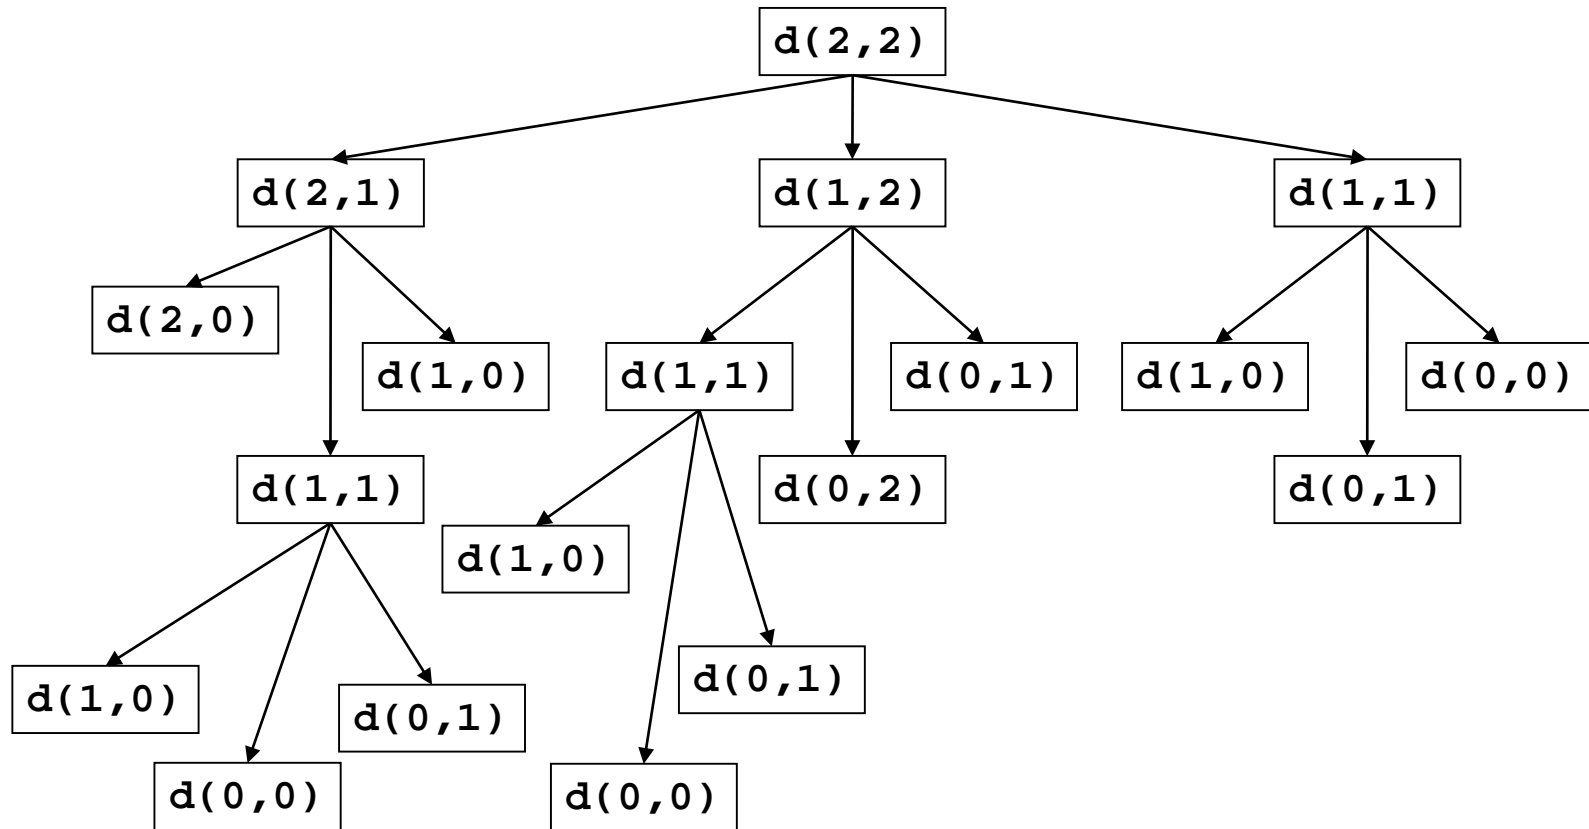 d(2,2)
d(2,1)
d(1,2)
d(1,1)
d(2,0)
d(1,0)
d(1,1)
d(0,1)
d(1,0)
d(0,0)
d(1,1)
d(0,2)
d(0,1)
d(1,0)
d(0,1)
d(1,0)
d(0,1)
d(0,0)
d(0,0)